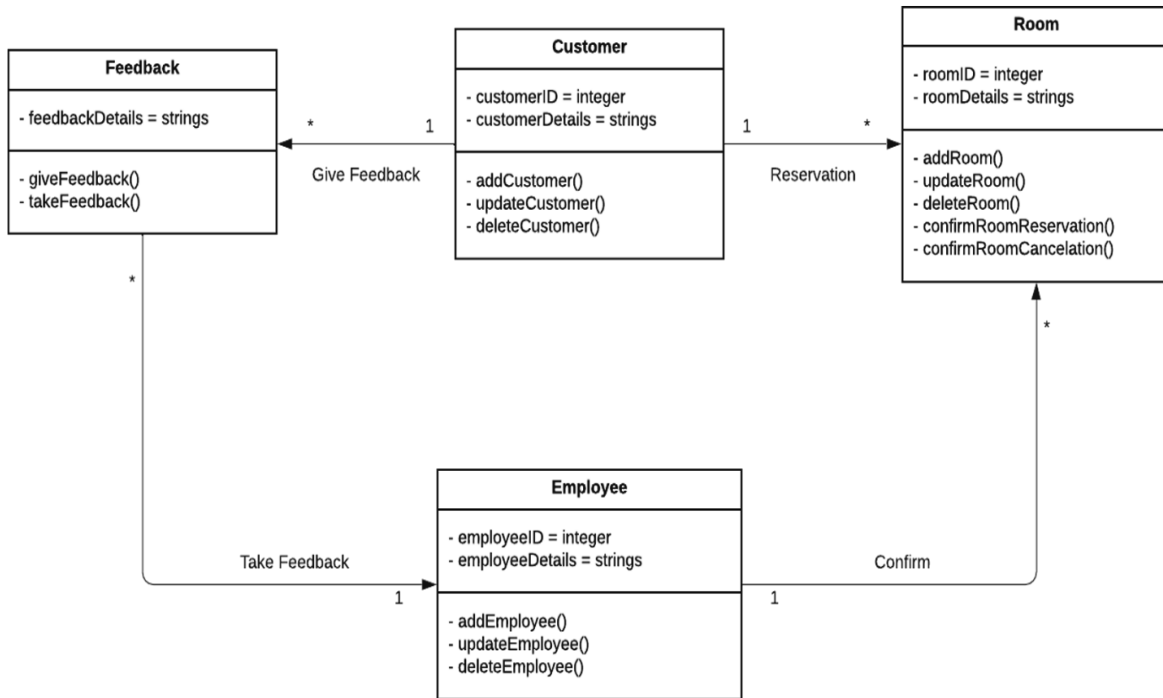 Feedback
- feedbackDetails = strings
- giveFeedback()
- takeFeedback()
*
1
Give Feedback
Customer
- customerID = integer
- customerDetails = strings
- addCustomer()
- updateCustomer()
- deleteCustomer()
1
*
Reservation
Room
- roomID = integer
- roomDetails = strings
- addRoom()
- updateRoom()
- deleteRoom()
- confirmRoomReservation()
- confirmRoomCancelation()
*
Take Feedback
1
Employee
- employeeID = integer
- employeeDetails = strings
- addEmployee()
- updateEmployee()
- deleteEmployee()
Confirm
1
*